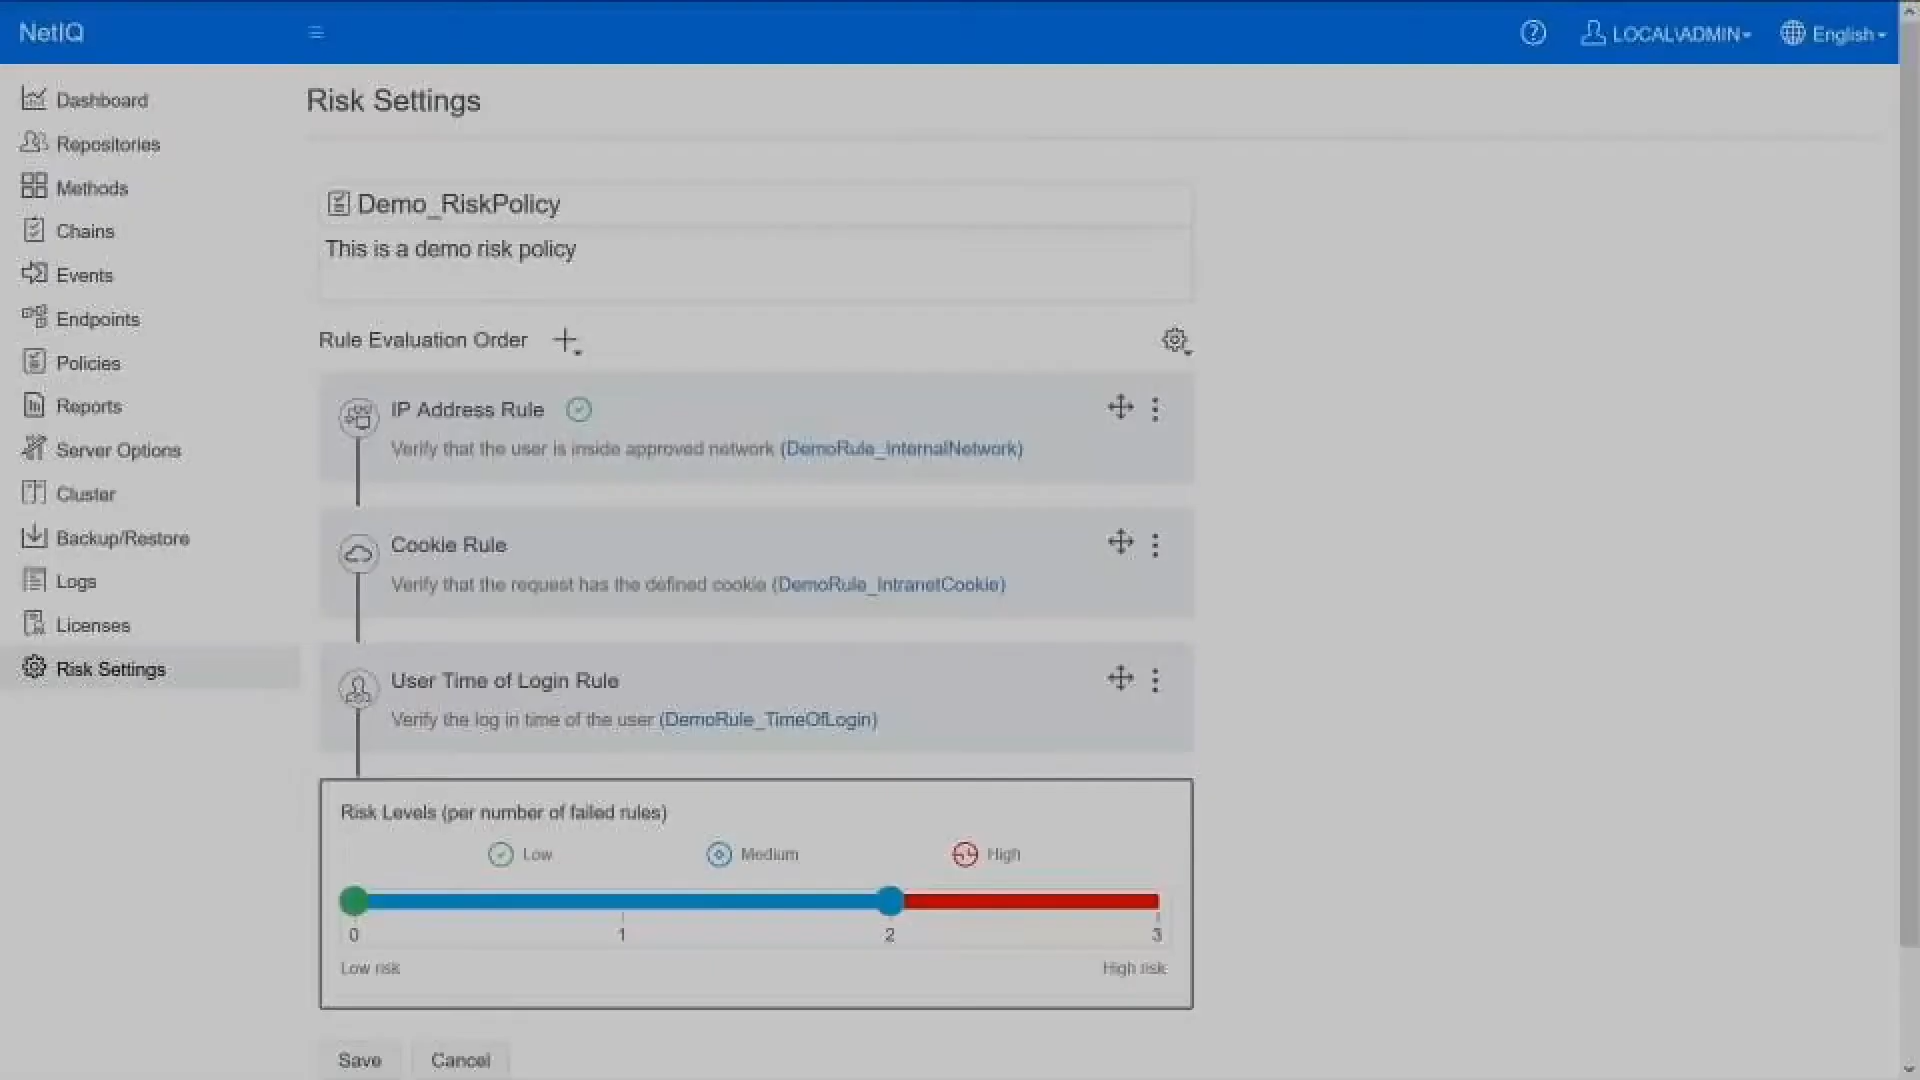 NetIQ
LOCAL\ADMIN
English
Dashboard
Repositories
Methods
Chains
Events
Endpoints
Policies
Reports
Server Options
Cluster
Backup/Restore
Logs
Licenses
Risk Settings
Risk Settings
Demo_RiskPolicy
This is a demo risk policy
Rule Evaluation Order
IP Address Rule
Verify that the user is inside approved network (DemoRule_InternalNetwork)
Cookie Rule
Verify that the request has the defined cookie (DemoRule_IntranetCookie)
User Time of Login Rule
Verify the log in time of the user (DemoRule_TimeOfLogin)
Risk Levels (per number of failed rules)
Low Medium High
0 1 2 3
Low risk High risk
Save Cancel